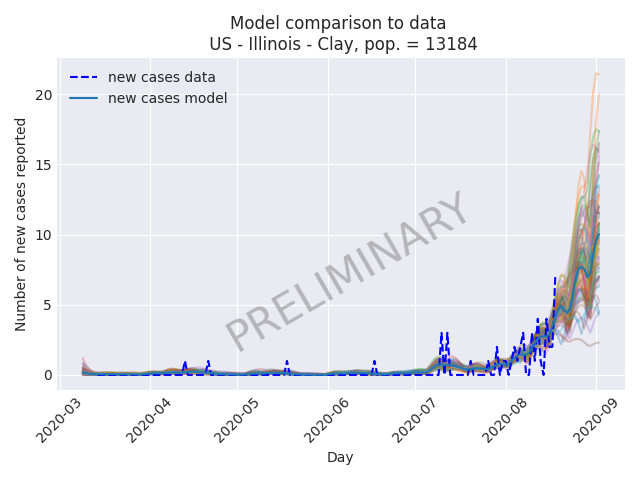 Model comparison to data
US - Illinois - Clay, pop. = 13184
new cases data
new cases model
PRELIMINARY
Number of new cases reported
20
15
10
5
0
2020-03
2020-04
2020-05
2020-06
2020-07
2020-08
2020-09
Day